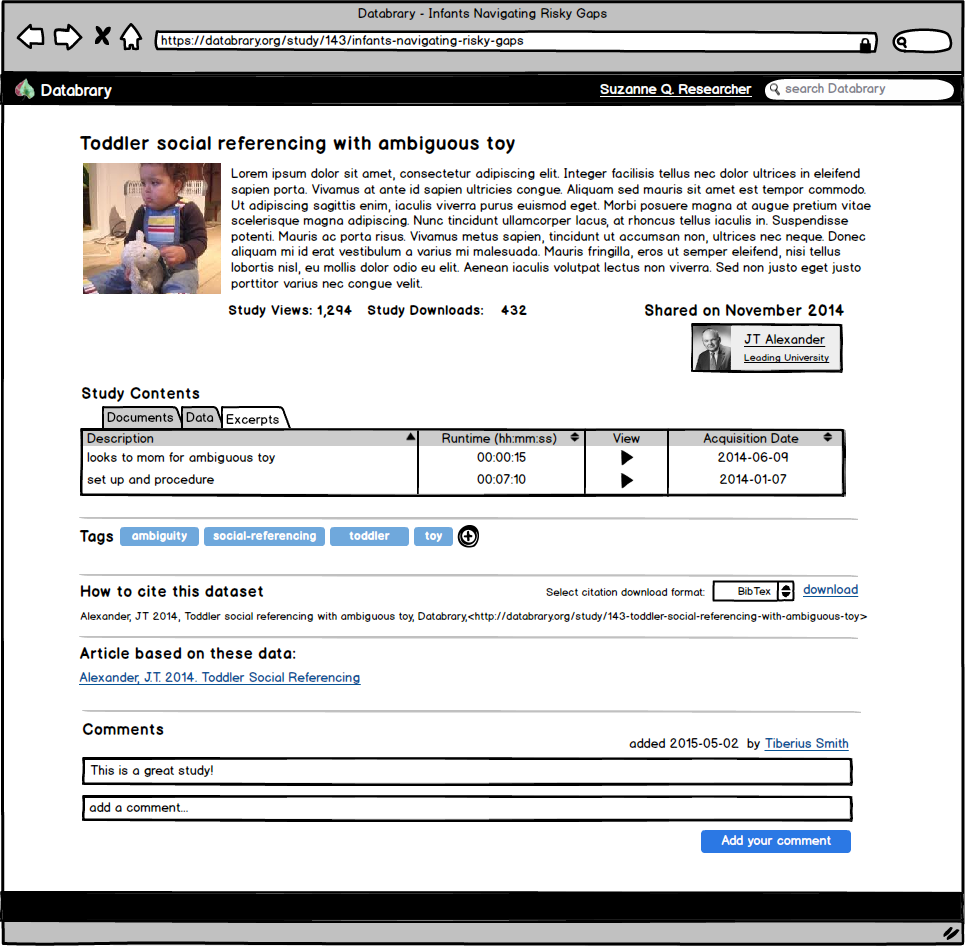 Databrary - Infants Navigating Risky Gaps
https://databrary.org/study/143/infants-navigating-risky-gaps
Databrary
Suzanne Q. Researcher
search Databrary
Toddler social referencing with ambiguous toy
Lorem ipsum dolor sit amet, consectetur adipiscing elit. Integer facilisis tellus nec dolor ultrices in eleifend
sapien porta. Vivamus at ante id sapien ultricies congue. Aliquam sed mauris sit amet est tempor commodo.
Ut adipiscing sagittis enim, iaculis viverra purus euismod eget. Morbi posuere magna at augue pretium vitae
scelerisque magna adipiscing. Nunc tincidunt ullamcorper lacus, at rhoncus tellus iaculis in. Suspendisse
potenti. Mauris ac porta risus. Vivamus metus sapien, tincidunt ut accumsan non, ultrices nec neque. Donec
aliquam mi id erat vestibulum a varius mi malesuada. Mauris fringilla, eros ut semper eleifend, nisi tellus
lobortis nisl, eu mollis dolor odio eu elit. Aenean iaculis volutpat lectus non viverra. Sed non justo eget justo
porttitor varius nec congue velit.
Study Views: 1,294 Study Downloads: 432
Shared on November 2014
JT Alexander
Leading University
Study Contents
Documents Data Excerpts
Description Runtime (hh:mm:ss) View Acquisition Date
looks to mom for ambiguous toy 00:00:15 2014-06-09
set up and procedure 00:07:10 2014-01-07
Tags ambiguity social-referencing toddler toy
How to cite this dataset Select citation download format: BibTex download
Alexander, JT 2014, Toddler social referencing with ambiguous toy, Databrary,<http://databrary.org/study/143-toddler-social-referencing-with-ambiguous-toy>
Article based on these data:
Alexander, J.T. 2014. Toddler Social Referencing
Comments
added 2015-05-02 by Tiberius Smith
This is a great study!
add a comment...
Add your comment